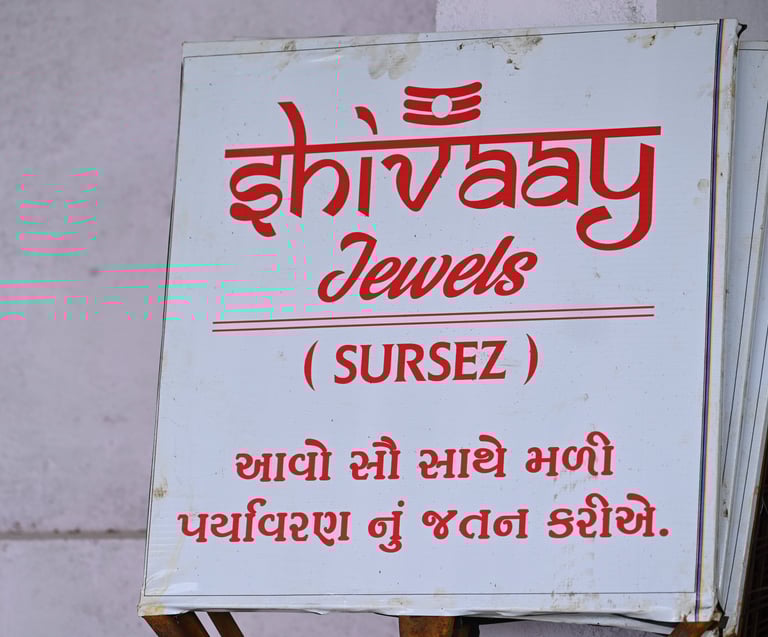 Shivaay
Jewels
( SURSEZ )
આવો સૌ સાથે મળી
પર્યાવરણ નું જતન કરીએ.